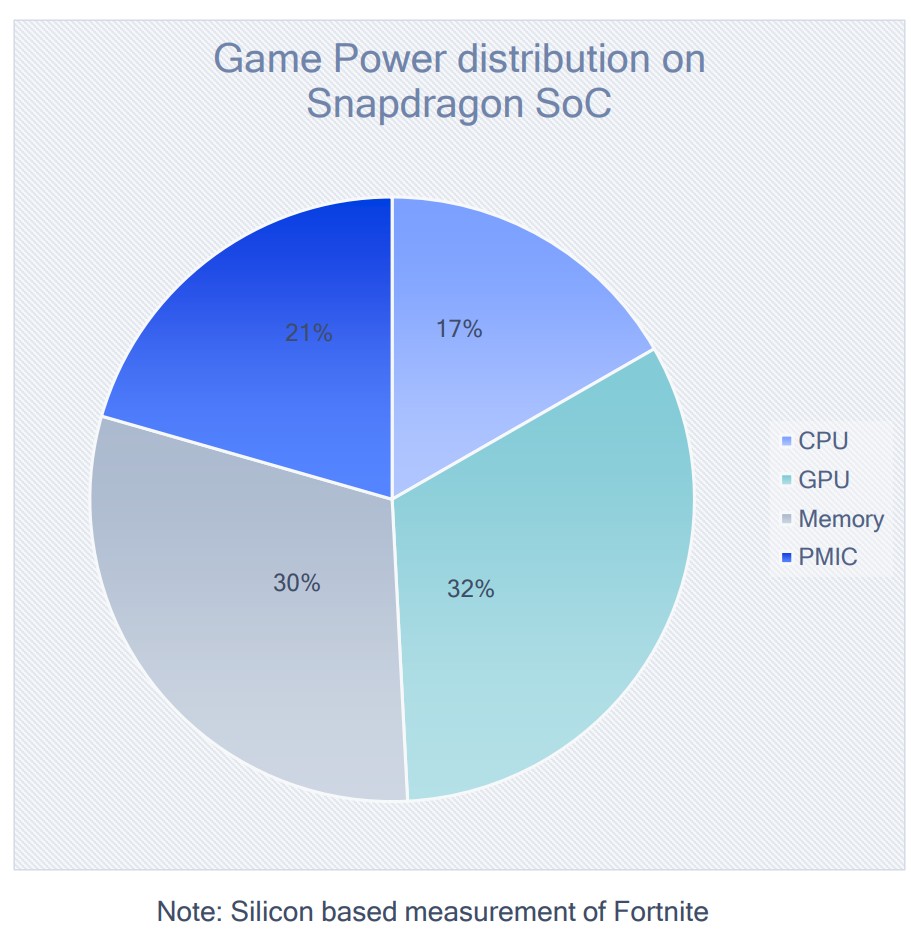 Game Power distribution on
Snapdragon SoC
21%
17%
30%
32%
CPU
GPU
Memory
PMIC
Note: Silicon based measurement of Fortnite